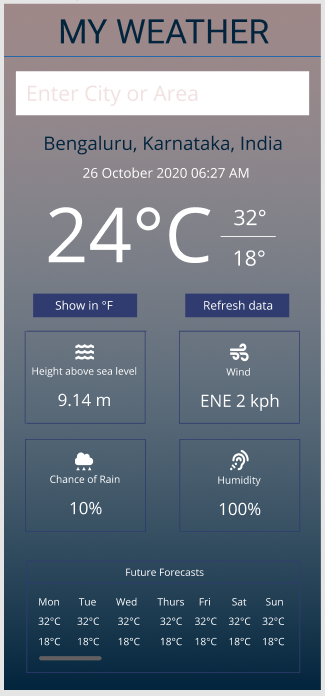 MY WEATHER
Enter City or Area
Bengaluru, Karnataka, India
26 October 2020 06:27 AM
24°C
32°
18°
Show in °F
Refresh data
Height above sea level
9.14 m
Wind
ENE 2 kph
Chance of Rain
10%
Humidity
100%
Future Forecasts
Mon Tue Wed Thurs Fri Sat Sun
32°C 32°C 32°C 32°C 32°C 32°C 32°C
18°C 18°C 18°C 18°C 18°C 18°C 18°C